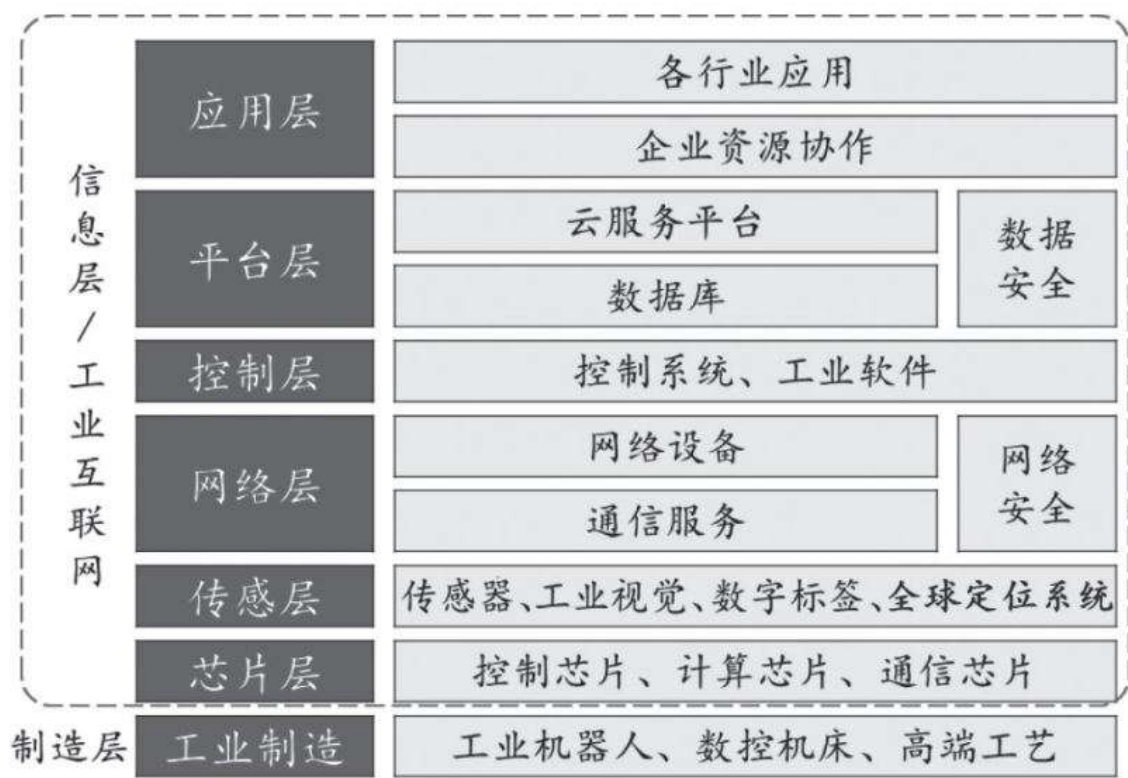 信息层/工业互联网
应用层
各行业应用
企业资源协作
平台层
云服务平台
数据库
数据安全
控制层
控制系统、工业软件
网络层
网络设备
通信服务
网络安全
传感层
传感器、工业视觉、数字标签、全球定位系统
芯片层
控制芯片、计算芯片、通信芯片
制造层
工业制造
工业机器人、数控机床、高端工艺